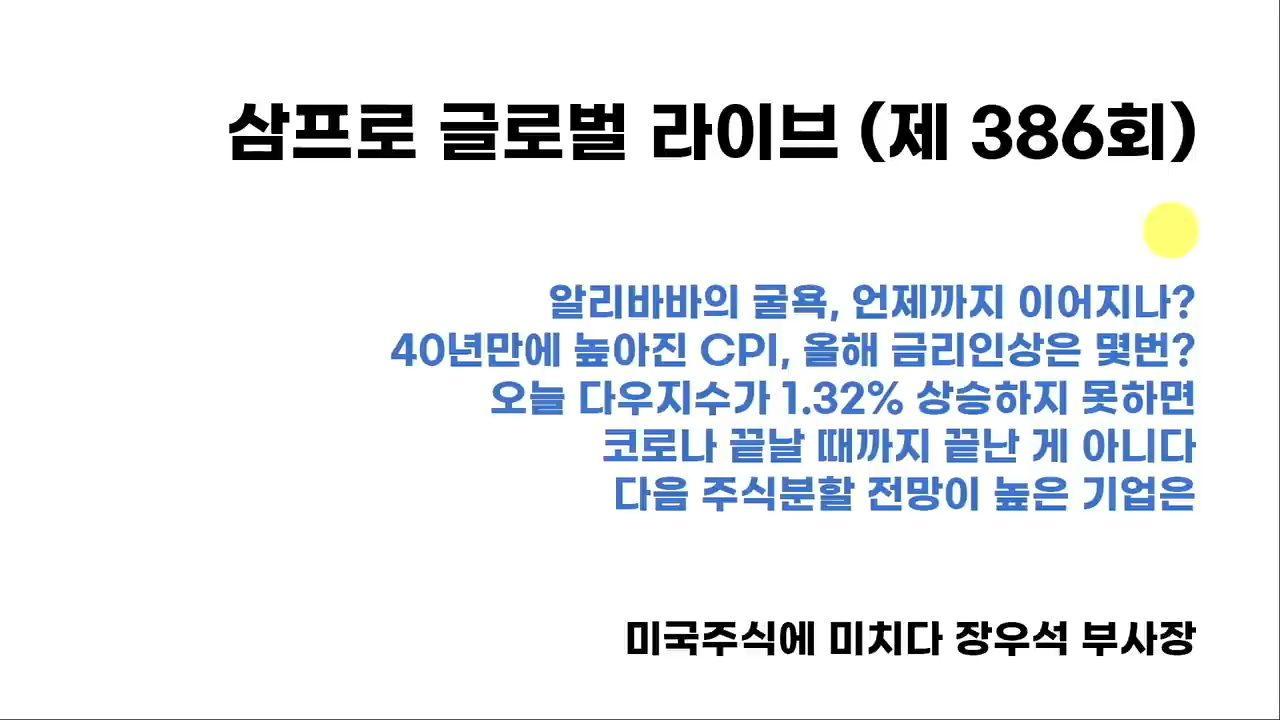 삼프로 글로벌 라이브 (제 386회)
알리바바의 굴욕, 언제까지 이어지나?
40년만에 높아진 CPI, 올해 금리인상은 몇번?
오늘 다우지수가 1.32% 상승하지 못하면
코로나 끝날 때까지 끝난 게 아니다
다음 주식분할 전망이 높은 기업은
미국주식에 미치다 장우석 부사장